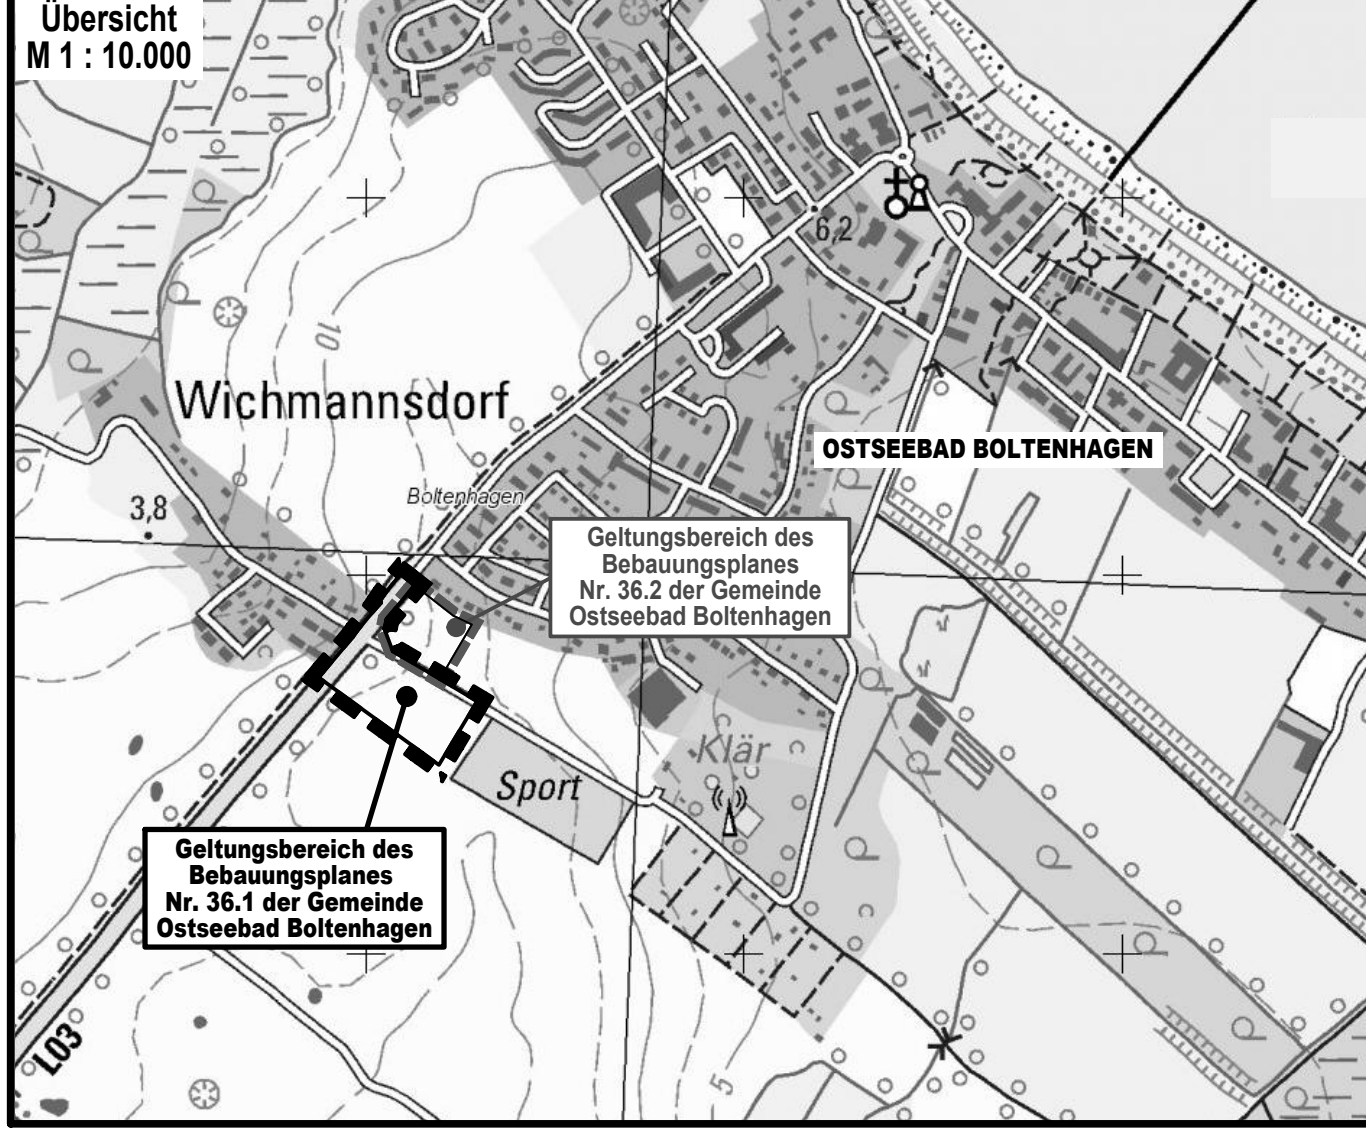 Übersicht
M 1 : 10.000
6,2
10
Wichmannsdorf
OSTSEEBAD BOLTENHAGEN
Boltenhagen
3,8
Geltungsbereich des
Bebauungsplanes
Nr. 36.2 der Gemeinde
Ostseebad Boltenhagen
Klär
Sport
Geltungsbereich des
Bebauungsplanes
Nr. 36.1 der Gemeinde
Ostseebad Boltenhagen
L03
5